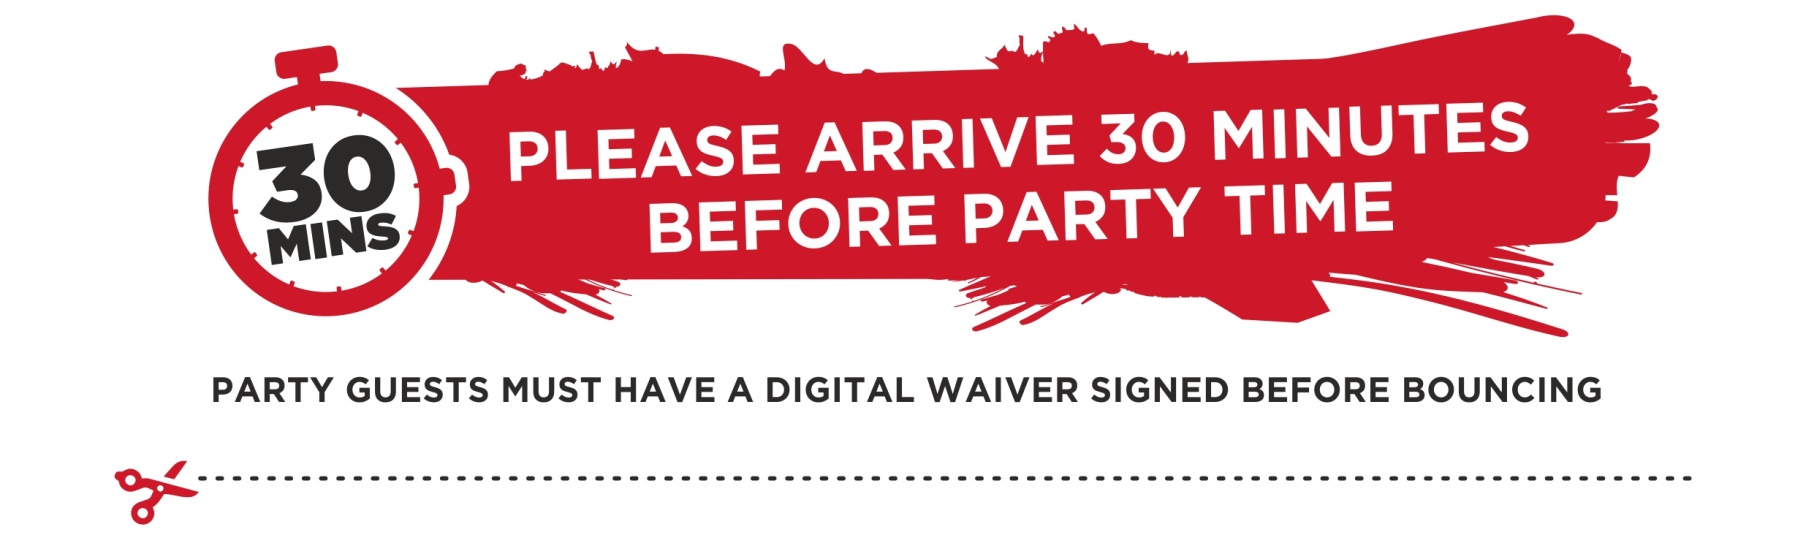 30
MINS
PLEASE ARRIVE 30 MINUTES
BEFORE PARTY TIME
PARTY GUESTS MUST HAVE A DIGITAL WAIVER SIGNED BEFORE BOUNCING